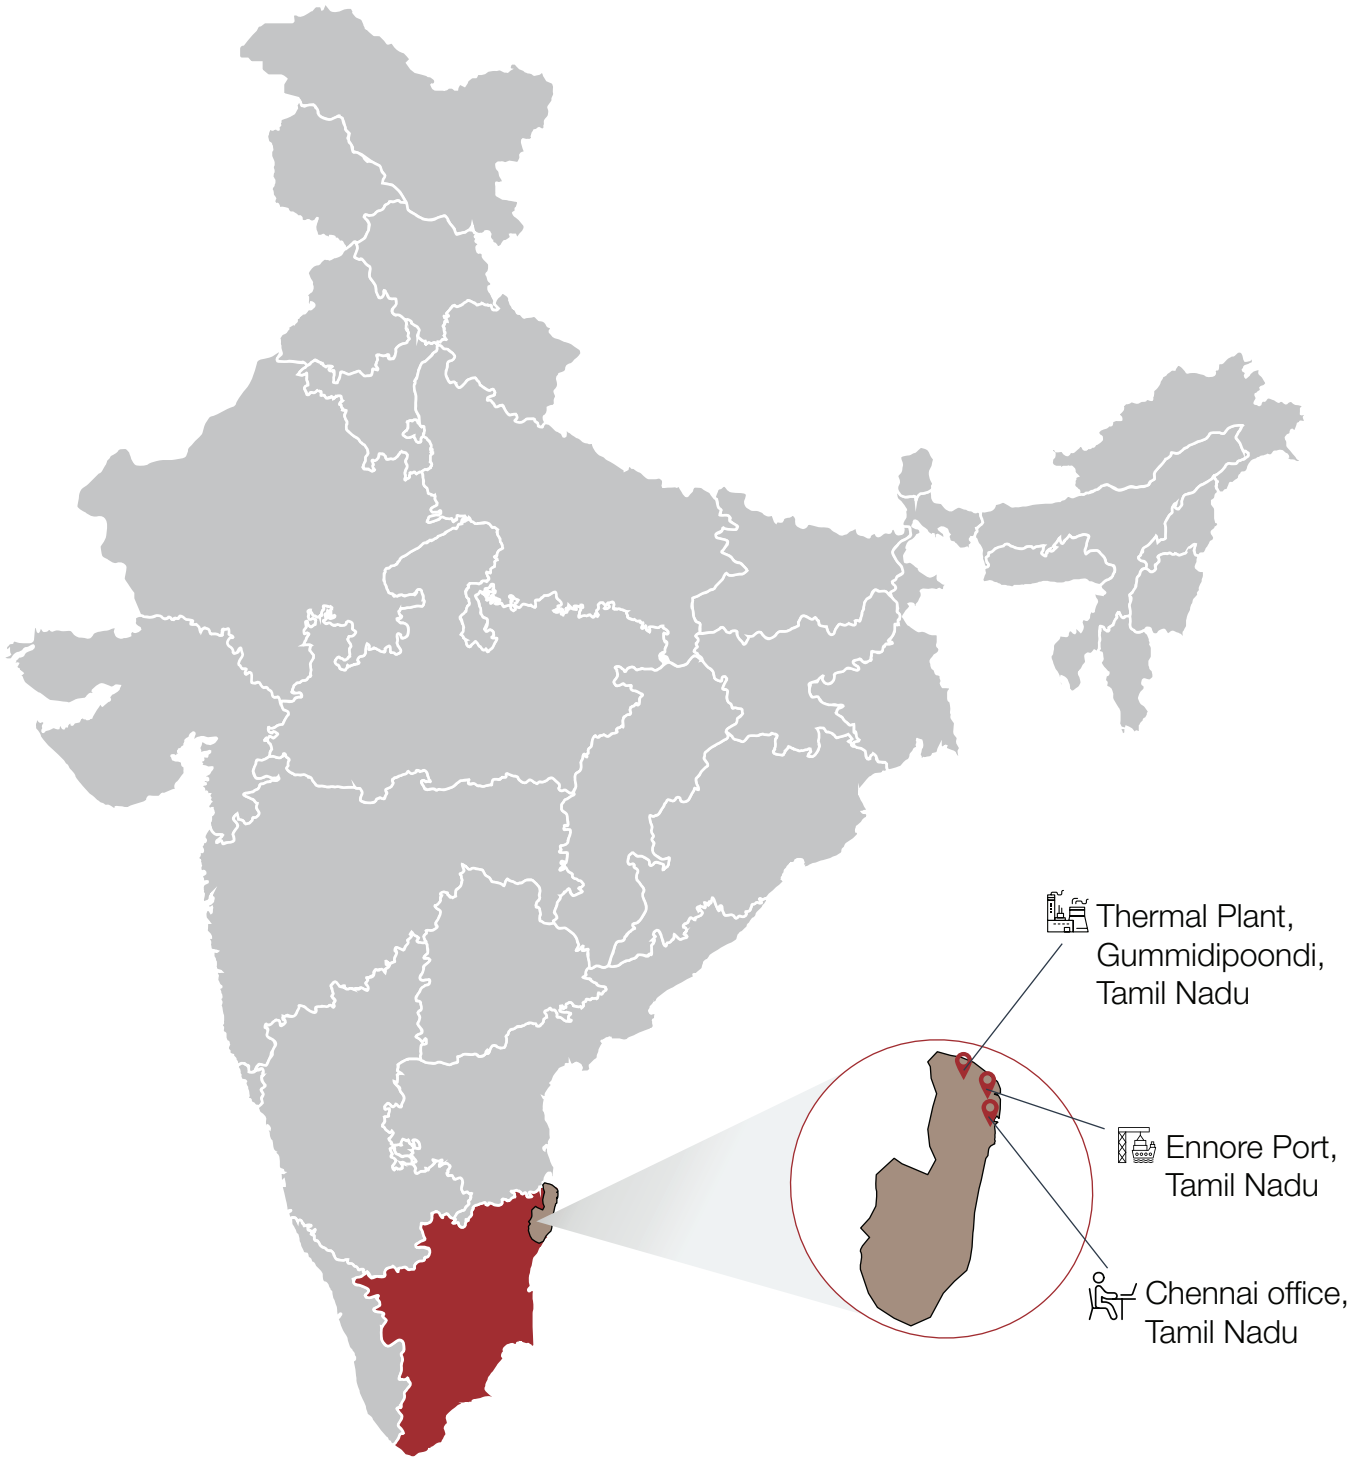 Thermal Plant,
Gummidipoondi,
Tamil Nadu
Ennore Port,
Tamil Nadu
Chennai office,
Tamil Nadu